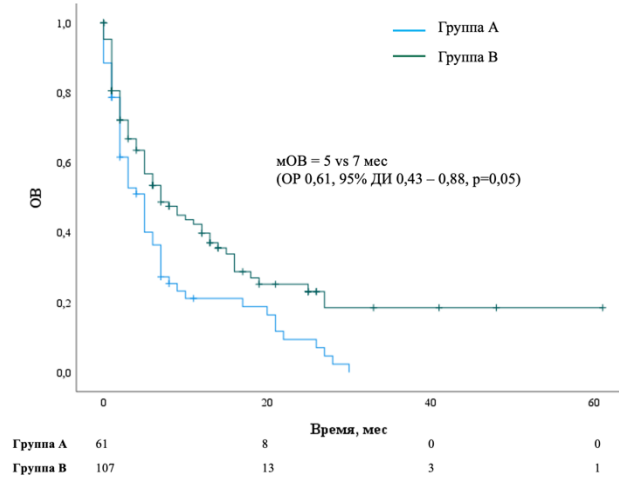 1,0
Группа А
Группа В
0,8
0,6
мОВ = 5 vs 7 мес
(ОР 0,61, 95% ДИ 0,43 – 0,88, p=0,05)
ОВ
0,4
0,2
0,0
0 20 40 60
Время, мес
Группа А 61 8 0 0
Группа В 107 13 3 1